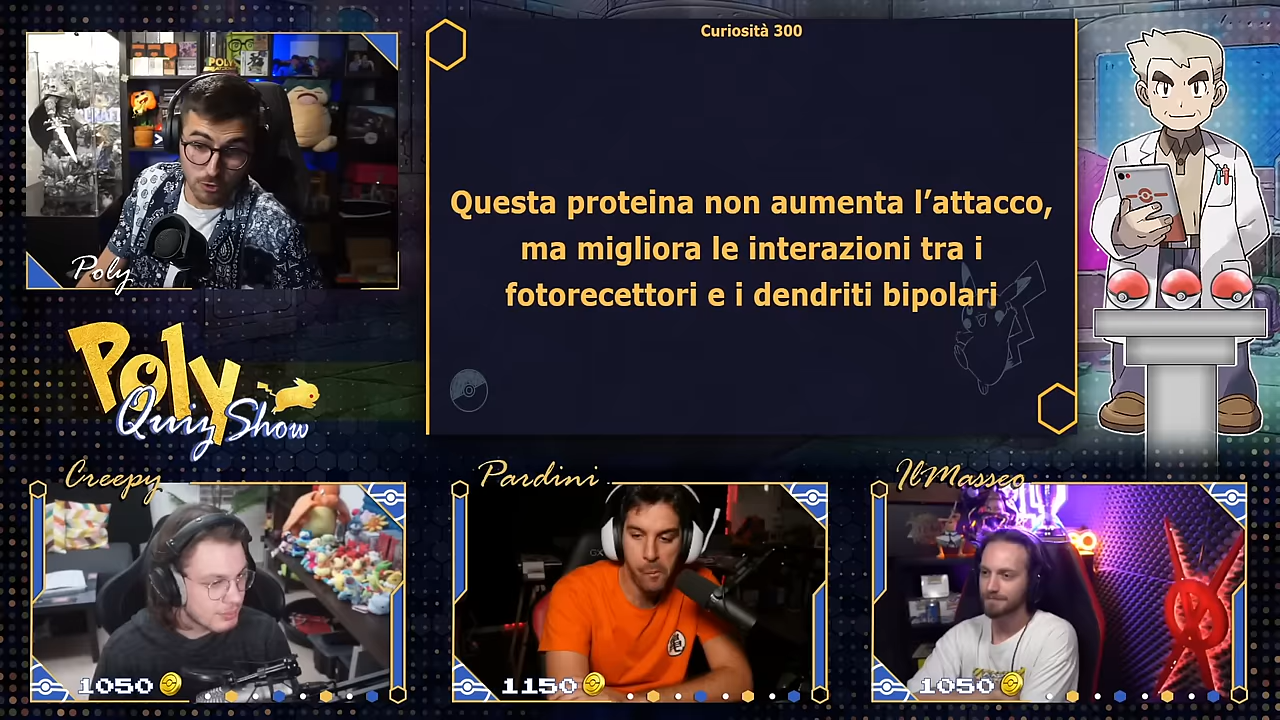 Curiosità 300
Questa proteina non aumenta l’attacco,
ma migliora le interazioni tra i
fotorecettori e i dendriti bipolari
Poly
Poly
Quiz Show
Creepy
Pardini
IlMasseo
1050
1150
1050